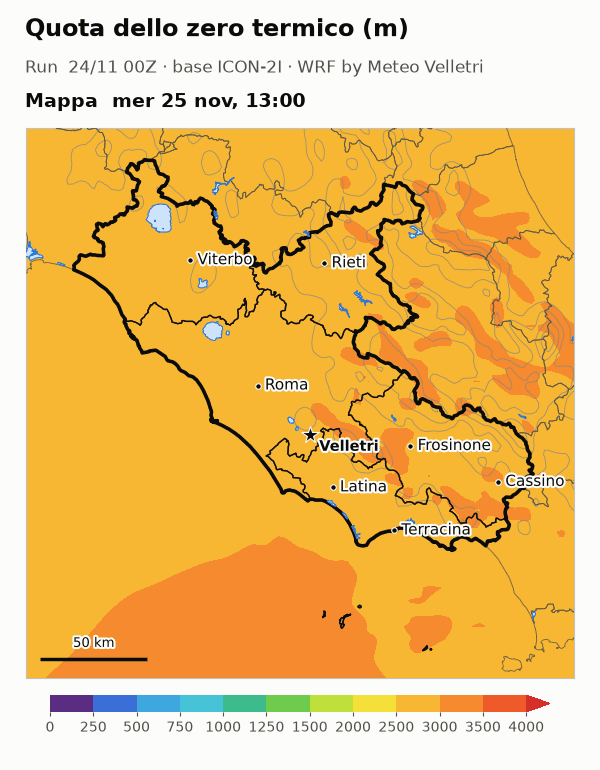 Quota dello zero termico (m)
Run  24/11 00Z · base ICON-2I · WRF by Meteo Velletri
Mappa  mer 25 nov, 13:00
Viterbo
Rieti
Roma
Velletri
Frosinone
Latina
Cassino
Terracina
50 km
0 250 500 750 1000 1250 1500 2000 2500 3000 3500 4000